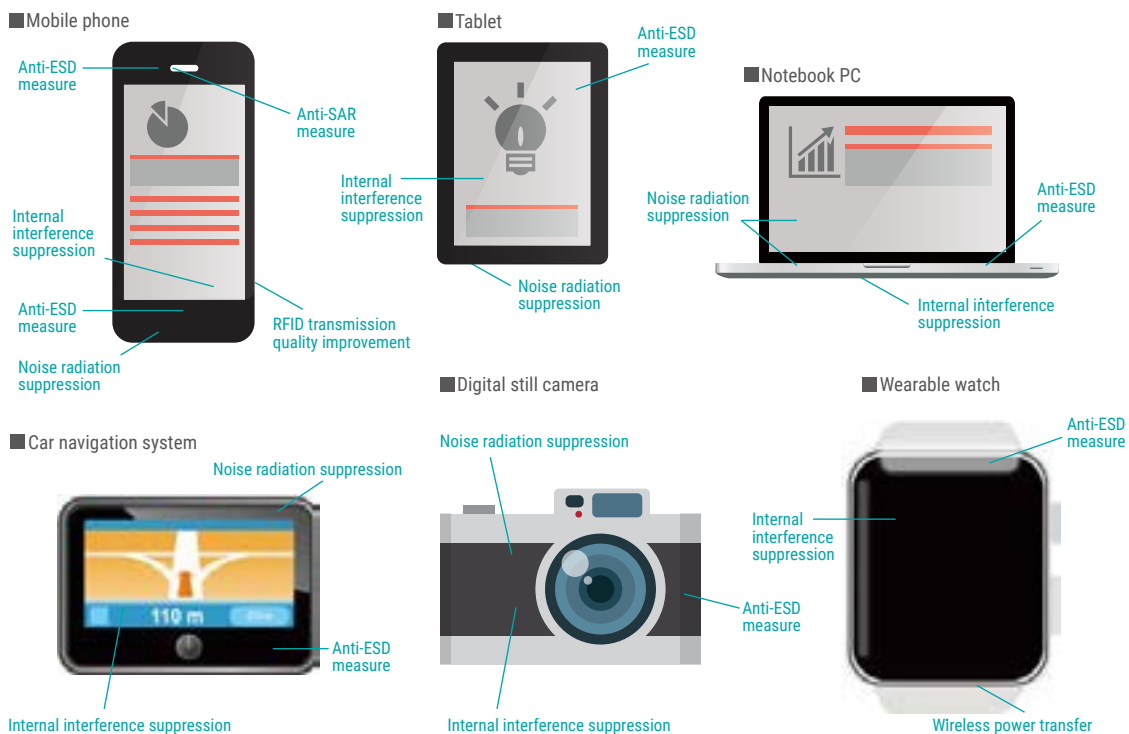 Mobile phone
Anti-ESD
measure
Anti-SAR
measure
Internal
interference
suppression
Anti-ESD
measure
Noise radiation
suppression
RFID transmission
quality improvement
Tablet
Anti-ESD
measure
Internal
interference
suppression
Noise radiation
suppression
Notebook PC
Noise radiation
suppression
Anti-ESD
measure
Internal interference
suppression
Car navigation system
Noise radiation suppression
110 m
Anti-ESD
measure
Internal interference suppression
Digital still camera
Noise radiation suppression
Anti-ESD
measure
Internal interference suppression
Wearable watch
Anti-ESD
measure
Internal
interference
suppression
Wireless power transfer